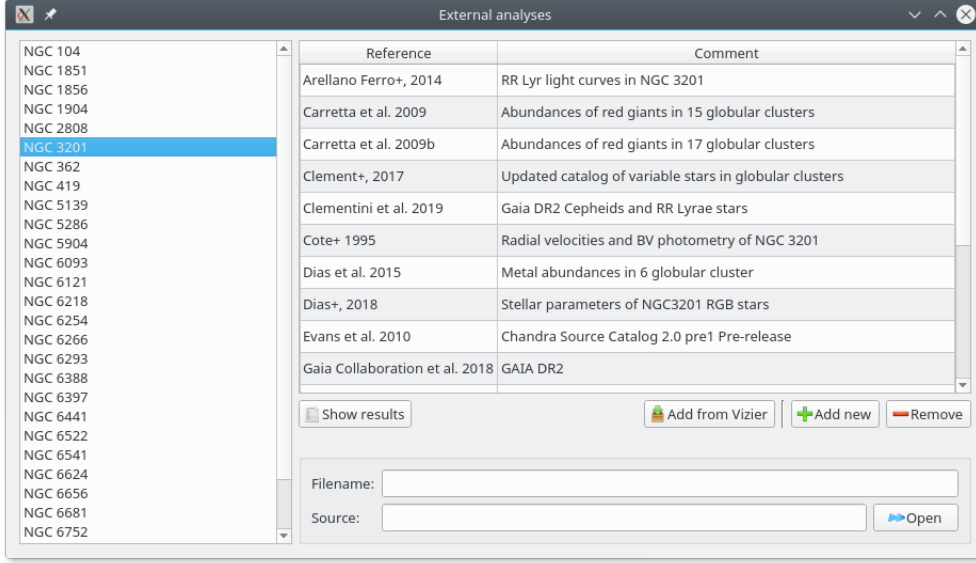 External analyses
NGC 104
NGC 1851
NGC 1856
NGC 1904
NGC 2808
NGC 3201
NGC 362
NGC 419
NGC 5139
NGC 5286
NGC 5904
NGC 6093
NGC 6121
NGC 6218
NGC 6254
NGC 6266
NGC 6293
NGC 6388
NGC 6397
NGC 6441
NGC 6522
NGC 6541
NGC 6624
NGC 6656
NGC 6681
NGC 6752
Reference Comment
Arellano Ferro+, 2014 RR Lyr light curves in NGC 3201
Carretta et al. 2009 Abundances of red giants in 15 globular clusters
Carretta et al. 2009b Abundances of red giants in 17 globular clusters
Clement+, 2017 Updated catalog of variable stars in globular clusters
Clementini et al. 2019 Gaia DR2 Cepheids and RR Lyrae stars
Cote+ 1995 Radial velocities and BV photometry of NGC 3201
Dias et al. 2015 Metal abundances in 6 globular cluster
Dias+, 2018 Stellar parameters of NGC3201 RGB stars
Evans et al. 2010 Chandra Source Catalog 2.0 pre1 Pre-release
Gaia Collaboration et al. 2018 GAIA DR2
Show results Add from Vizier Add new Remove
Filename:
Source: Open